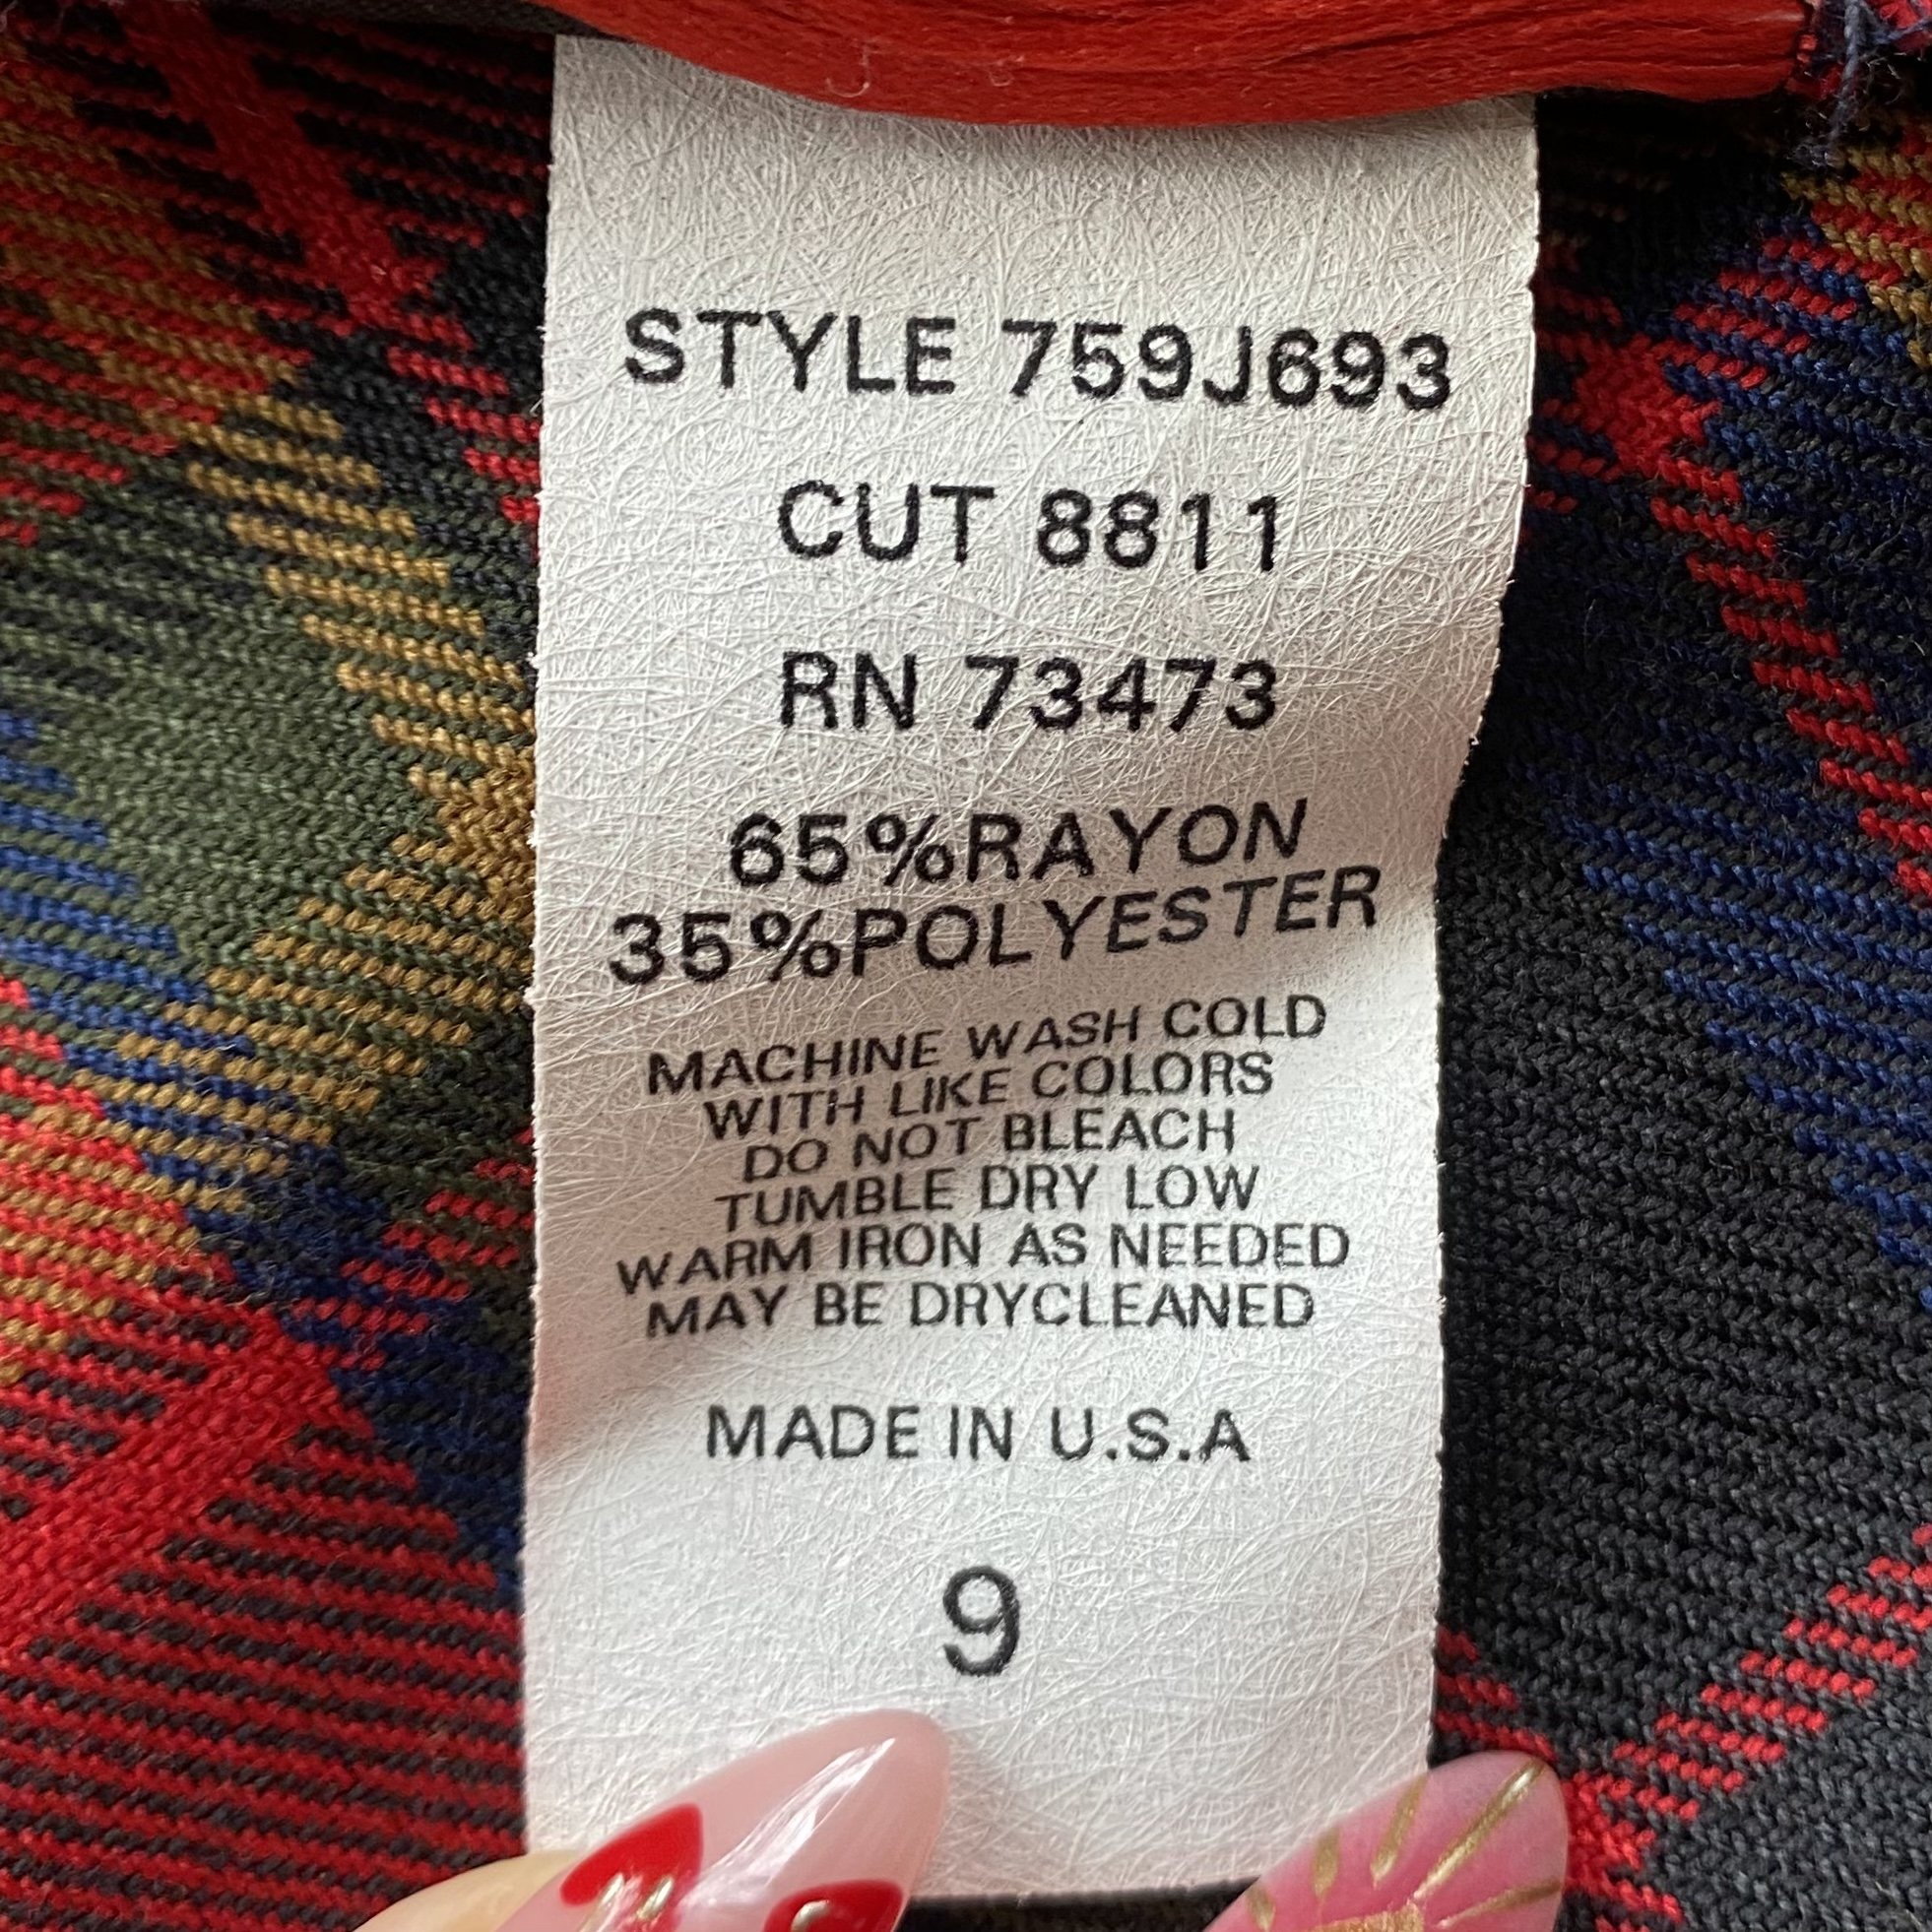 STYLE 759J693
CUT 8811
RN 73473
65%RAYON
35%POLYESTER
MACHINE WASH COLD
WITH LIKE COLORS
DO NOT BLEACH
TUMBLE DRY LOW
WARM IRON AS NEEDED
MAY BE DRYCLEANED
MADE IN U.S.A
9